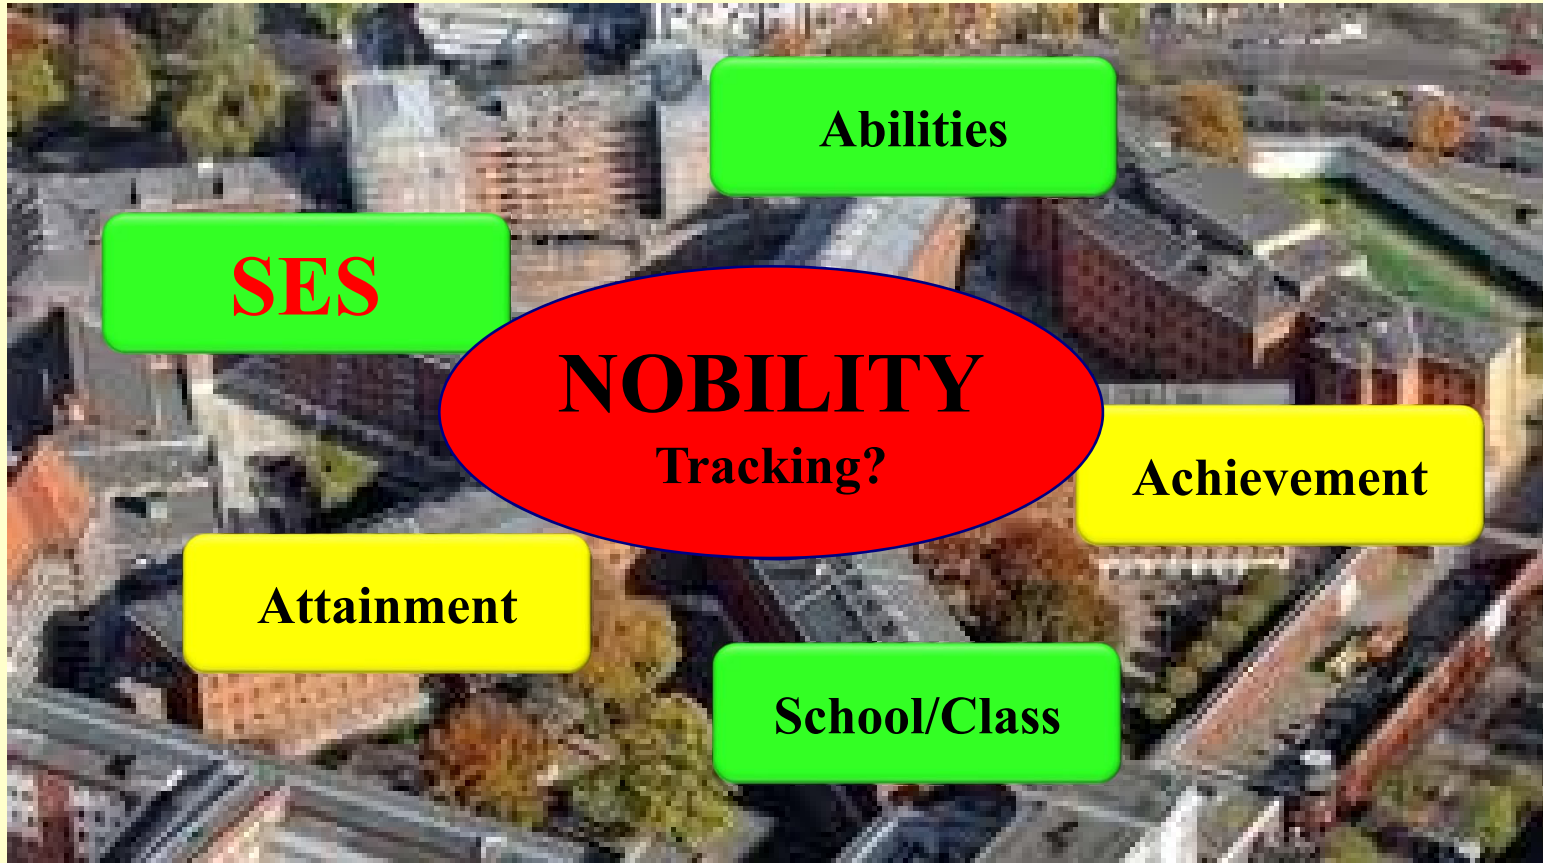 Abilities
SES
NOBILITY
Tracking?
Achievement
Attainment
School/Class